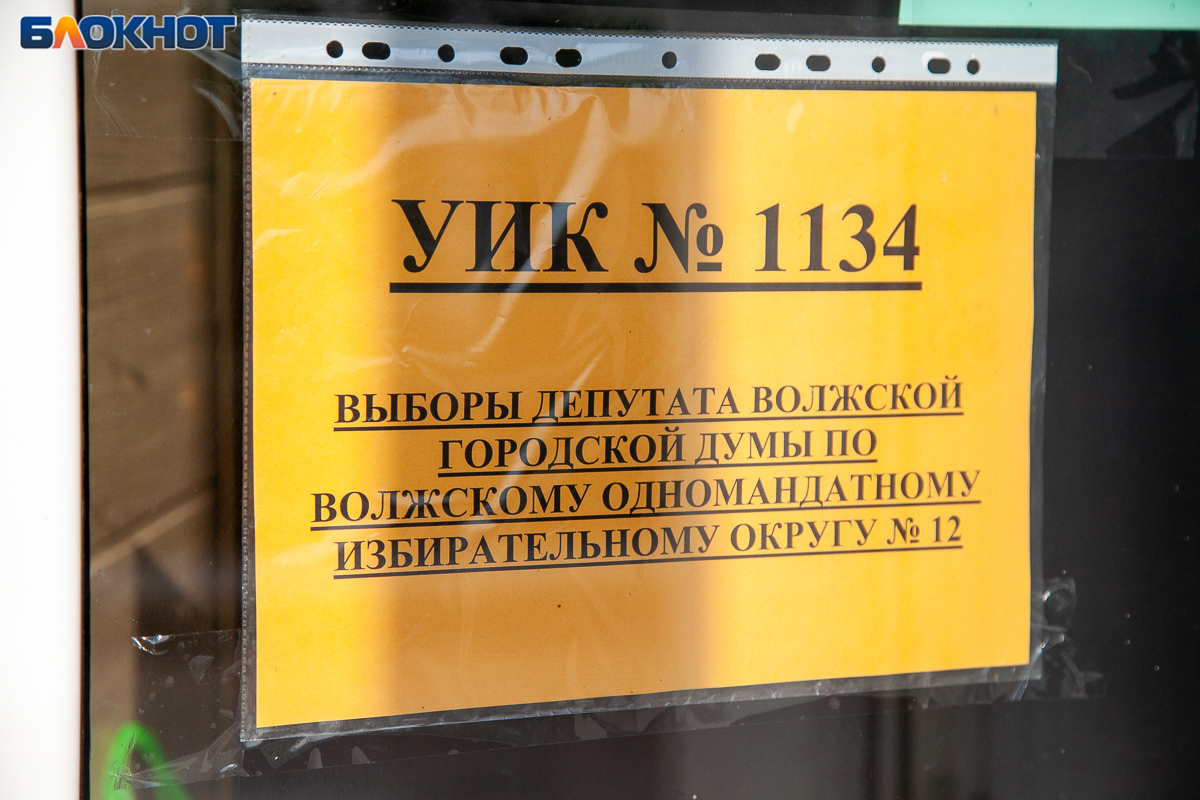 БЛОКНОТ
УИК № 1134
ВЫБОРЫ ДЕПУТАТА ВОЛЖСКОЙ
ГОРОДСКОЙ ДУМЫ ПО
ВОЛЖСКОМУ ОДНОМАНДАТНОМУ
ИЗБИРАТЕЛЬНОМУ ОКРУГУ № 12